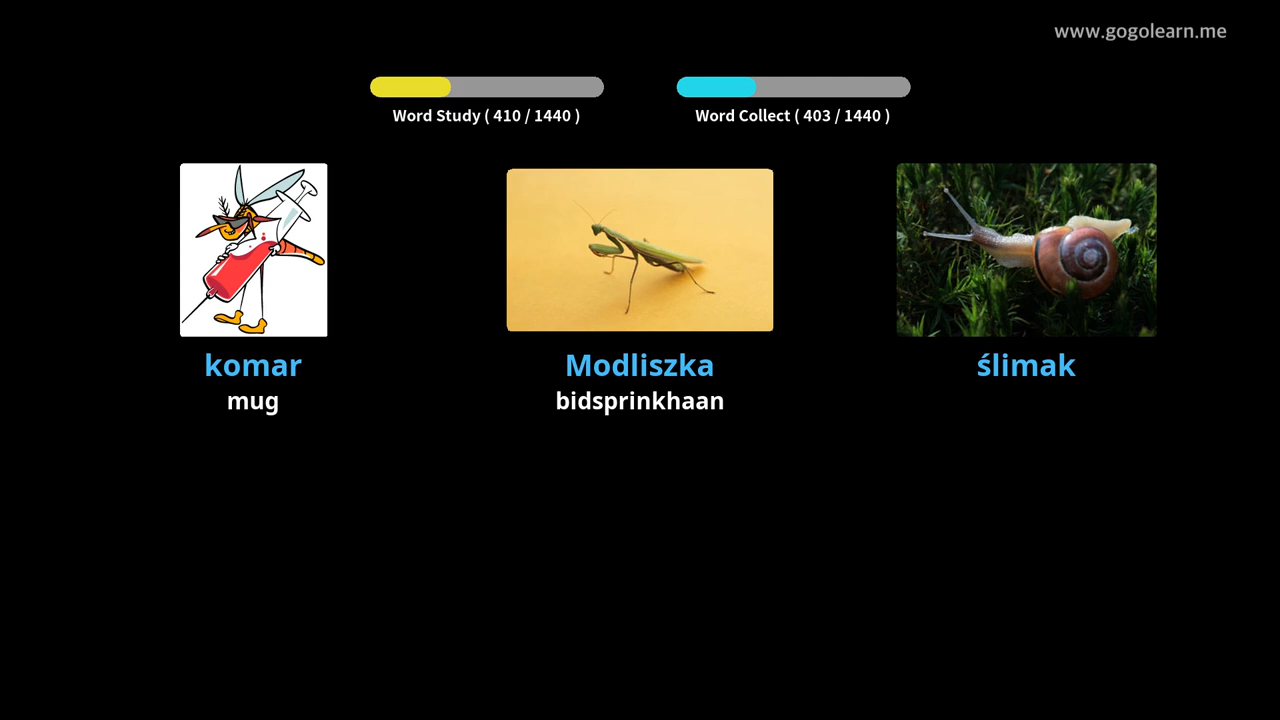 www.gogolearn.me
Word Study ( 410 / 1440 )
Word Collect ( 403 / 1440 )
komar
mug
Modliszka
bidsprinkhaan
ślimak